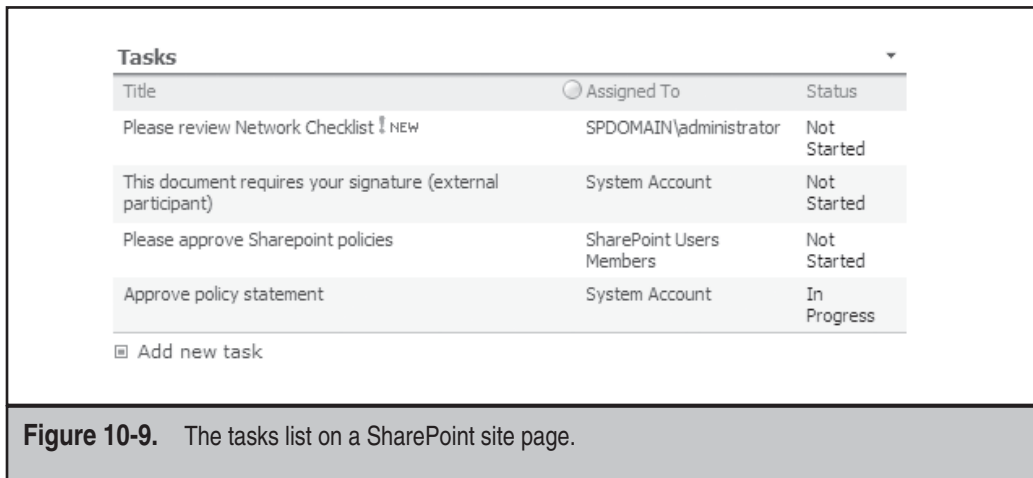 Tasks
Title Assigned To Status
Please review Network Checklist ! NEW SPDOMAIN\administrator Not
Started
This document requires your signature (external System Account Not
participant) Started
Please approve Sharepoint policies SharePoint Users Not
Members Started
Approve policy statement System Account In
Progress
Add new task
Figure 10-9. The tasks list on a SharePoint site page.